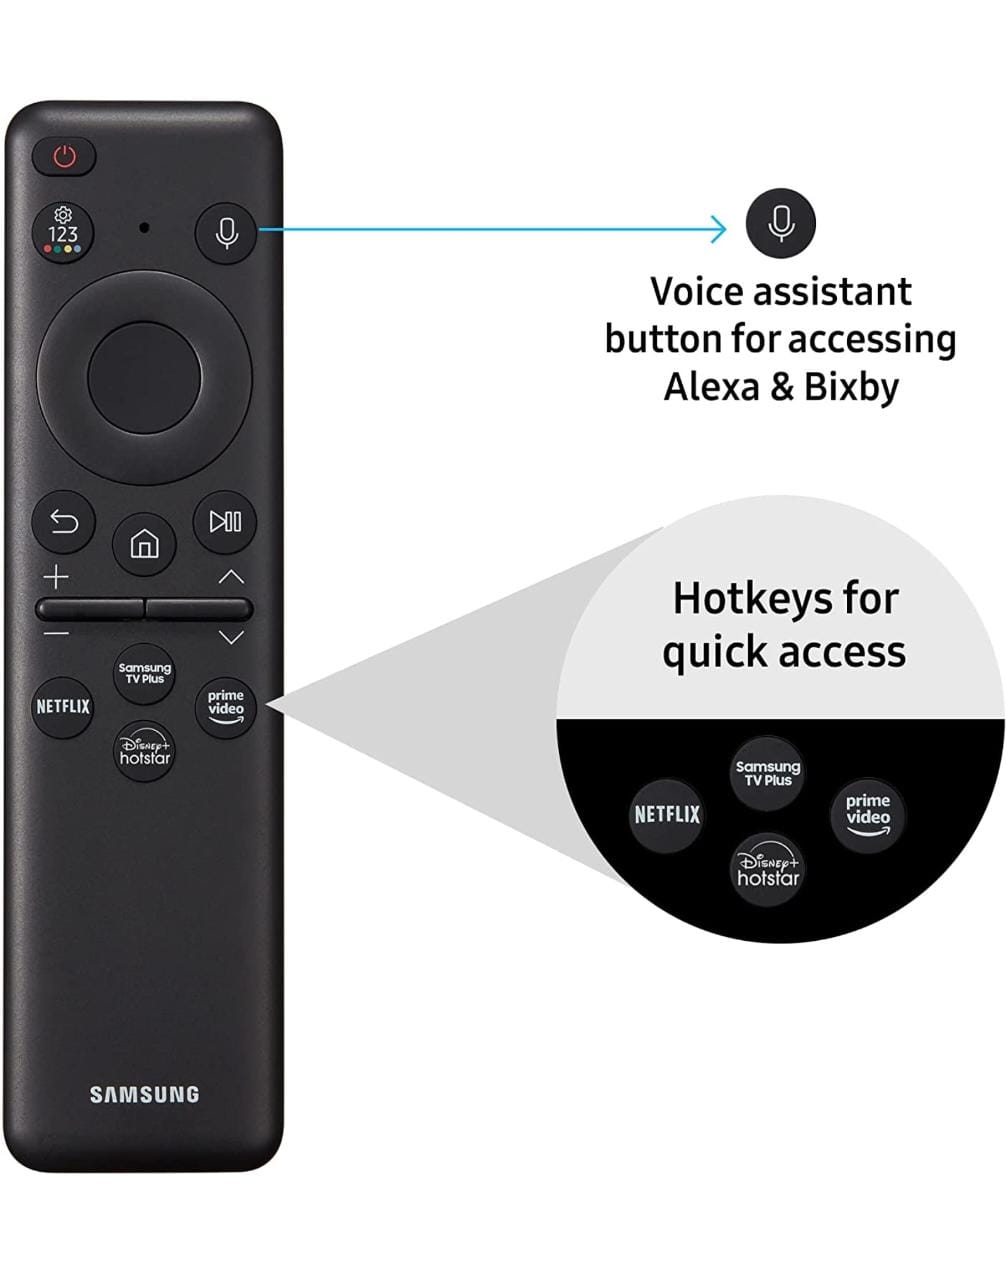 123
Voice assistant
button for accessing
Alexa & Bixby
Hotkeys for
quick access
Samsung
TV Plus
NETFLIX
prime
video
Disney+
hotstar
Samsung
TV Plus
NETFLIX
prime
video
Disney+
hotstar
SAMSUNG